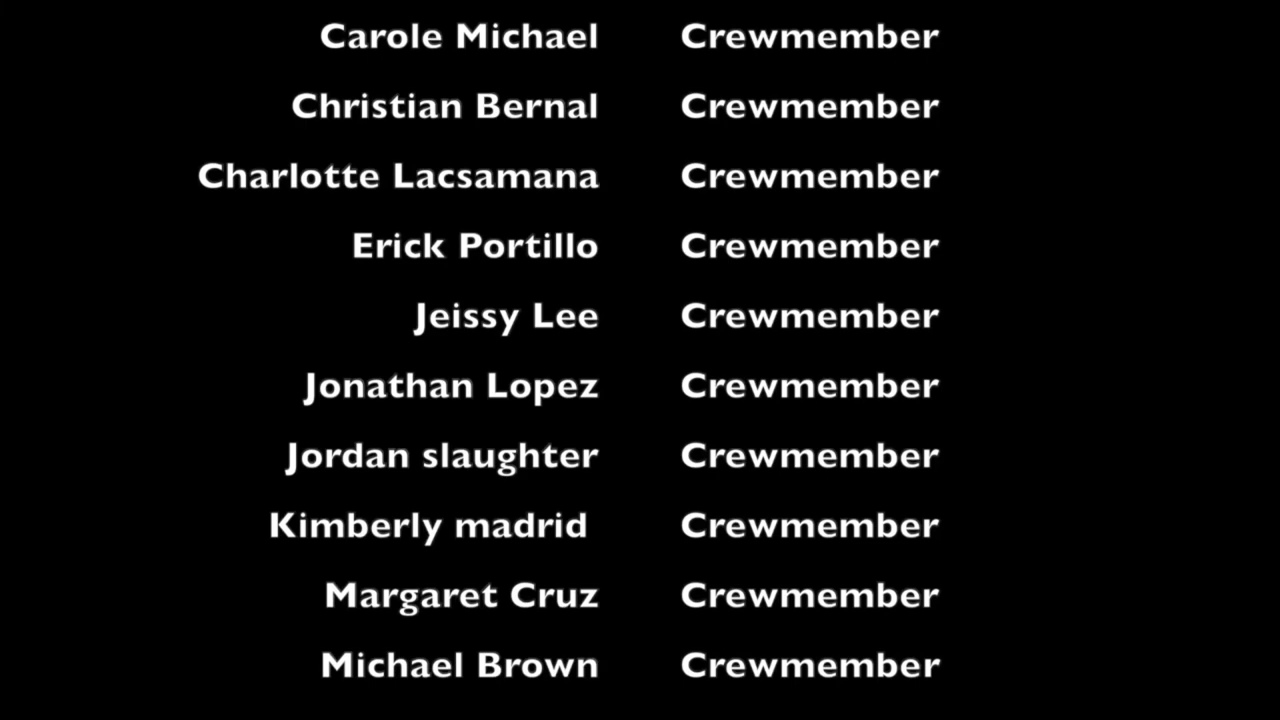 Carole Michael Crewmember
Christian Bernal Crewmember
Charlotte Lacsamana Crewmember
Erick Portillo Crewmember
Jeissy Lee Crewmember
Jonathan Lopez Crewmember
Jordan slaughter Crewmember
Kimberly madrid Crewmember
Margaret Cruz Crewmember
Michael Brown Crewmember